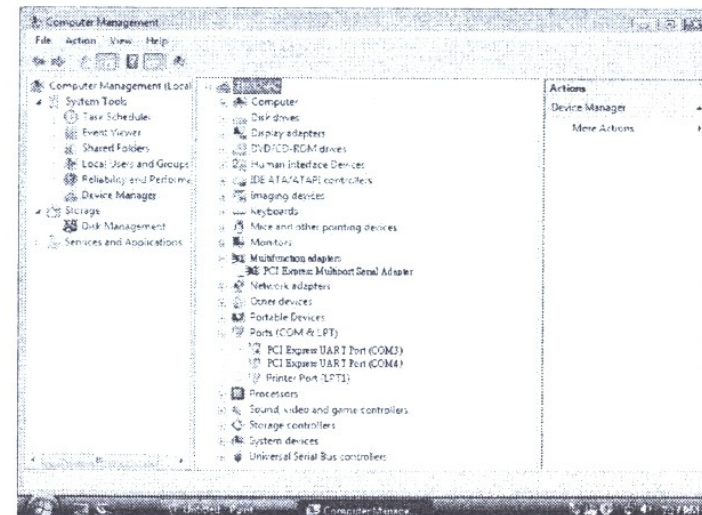 Computer Management
File Action View Help
Computer Management (Local
System Tools
Task Scheduler
Event Viewer
Shared Folders
Local Users and Groups
Reliability and Performa
Device Manager
Storage
Disk Management
Services and Applications
Computer
Disk drives
Display adapters
DVD/CD-ROM drives
Human Interface Devices
IDE ATA/ATAPI controllers
Imaging devices
Keyboards
Mice and other pointing devices
Monitors
Multifunction adapters
PCI Express Multiport Serial Adapter
Network adapters
Other devices
Portable Devices
Ports (COM & LPT)
PCI Express UART Port (COM3)
PCI Express UART Port (COM4)
Printer Port (LPT1)
Processors
Sound, video and game controllers
Storage controllers
System devices
Universal Serial Bus controllers
Actions
Device Manager
More Actions
Untitled - Paint
Computer Manage...